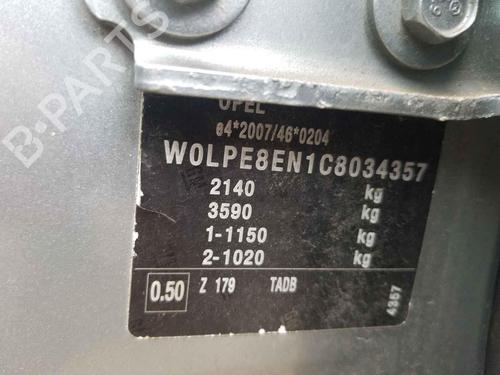 B-PARTS
OPEL
e4*2007/46*0204
W0LPE8EN1C8034357
2140 kg
3590 kg
1-1150 kg
2-1020 kg
0.50 Z 179 TADB
4357